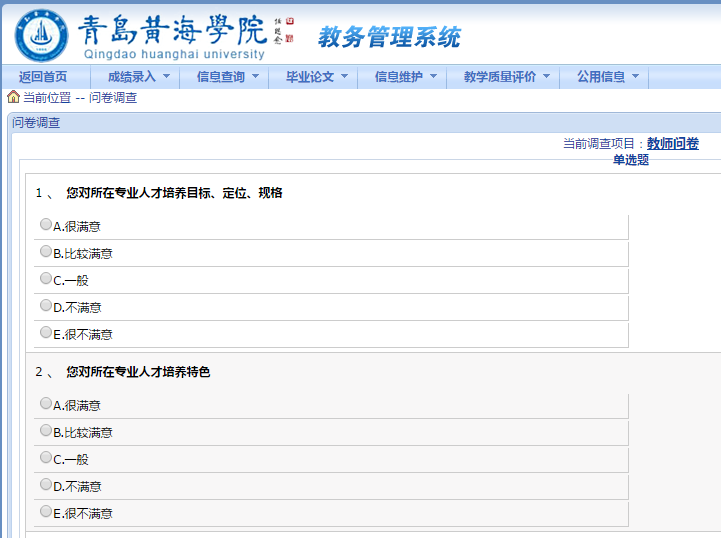 青島黄海學院
Qingdao huanghai university
教务管理系统
返回首页 成绩录入 信息查询 毕业论文 信息维护 教学质量评价 公用信息
当前位置 -- 问卷调查
问卷调查
当前调查项目：教师问卷
单选题
1 、 您对所在专业人才培养目标、定位、规格
A.很满意
B.比较满意
C.一般
D.不满意
E.很不满意
2 、 您对所在专业人才培养特色
A.很满意
B.比较满意
C.一般
D.不满意
E.很不满意